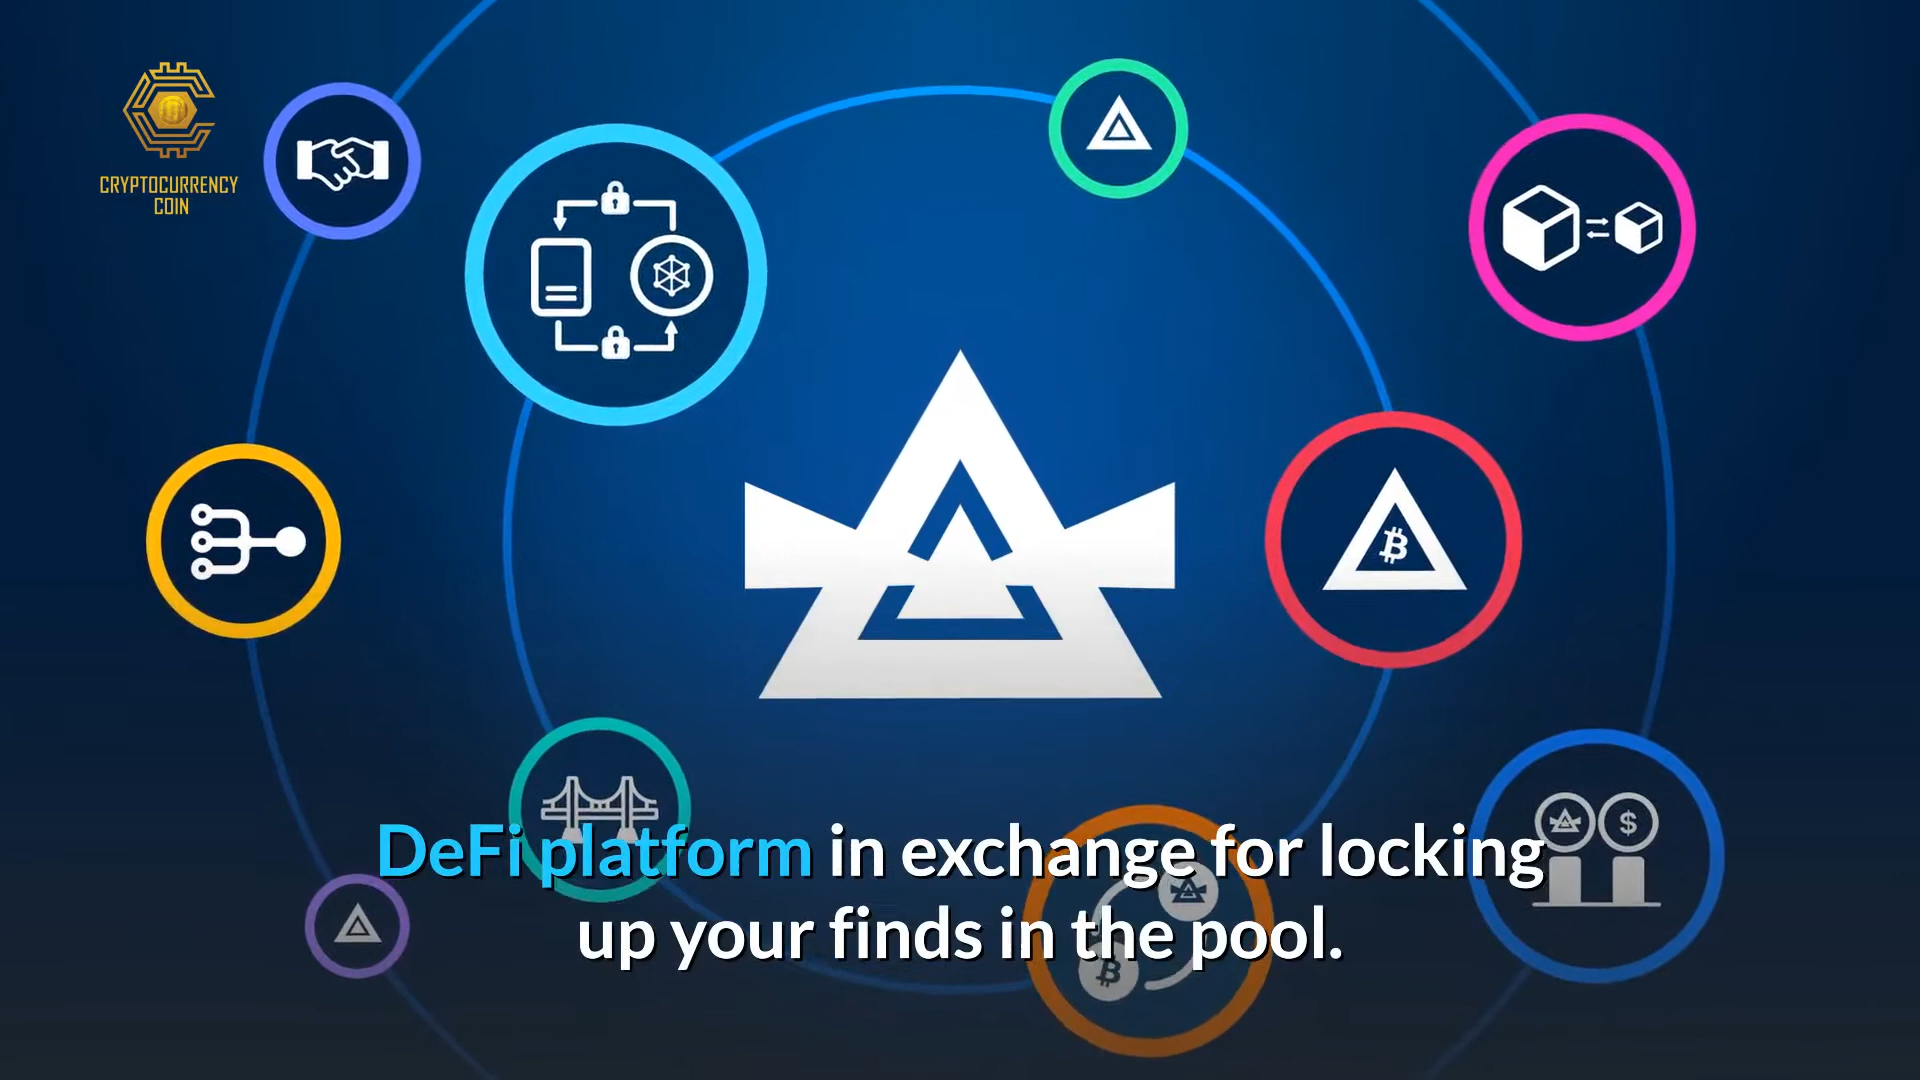 CRYPTOCURRENCY
COIN
DeFi platform in exchange for locking
up your finds in the pool.